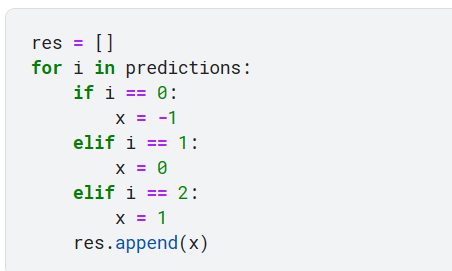 res = []
for i in predictions:
    if i == 0:
        x = -1
    elif i == 1:
        x = 0
    elif i == 2:
        x = 1
    res.append(x)